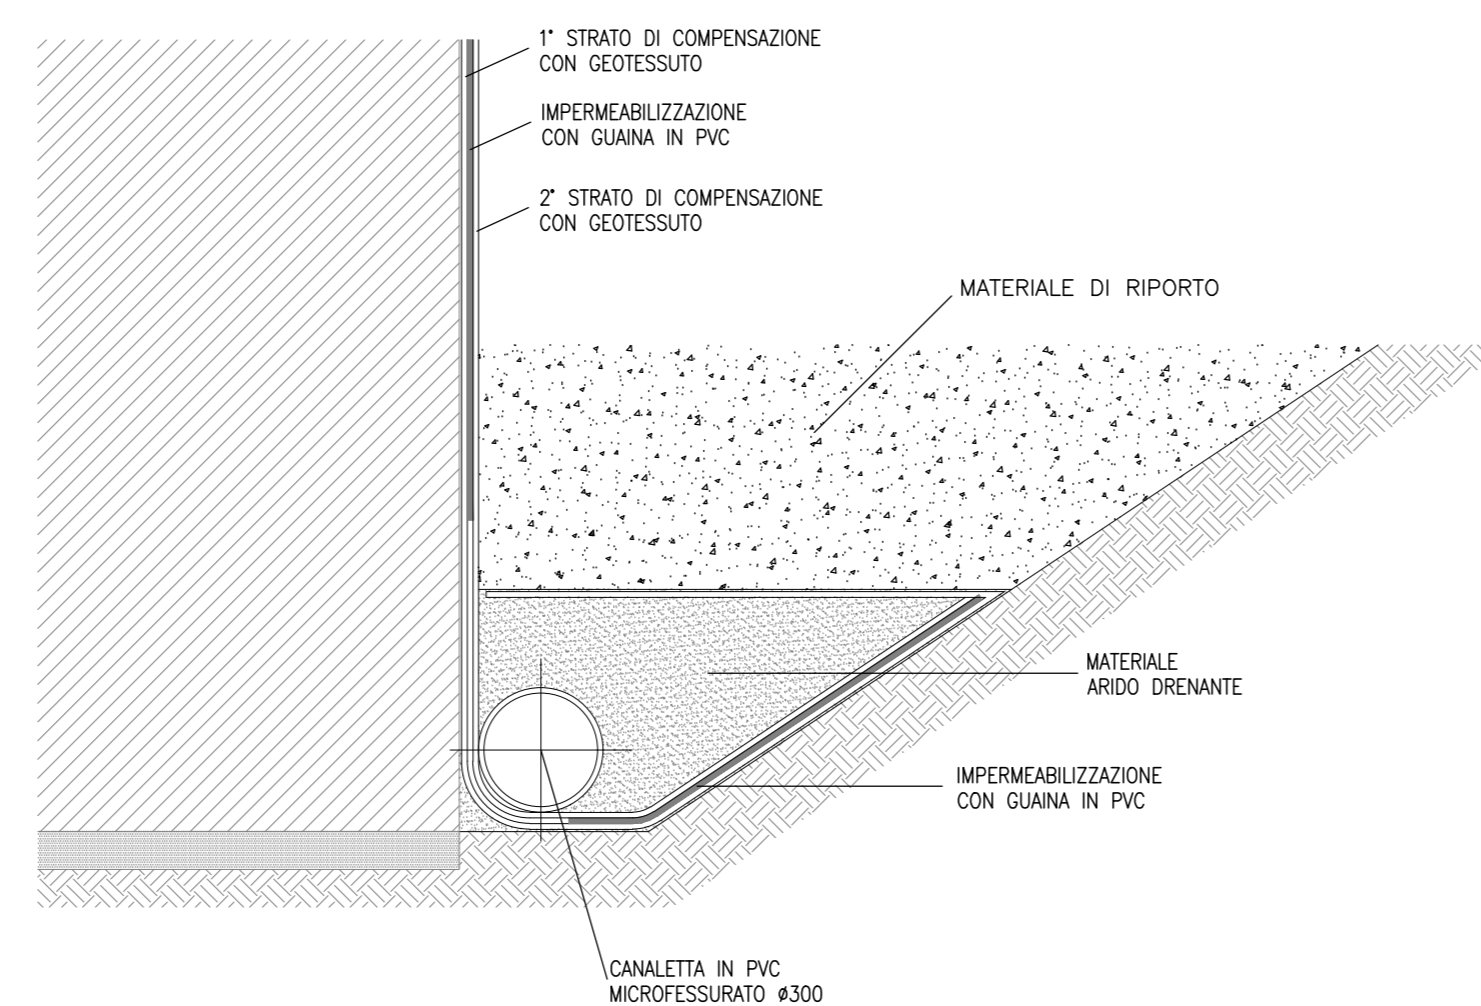 1° STRATO DI COMPENSAZIONE
CON GEOTESSUTO
IMPERMEABILIZZAZIONE
CON GUAINA IN PVC
2° STRATO DI COMPENSAZIONE
CON GEOTESSUTO
MATERIALE DI RIPORTO
MATERIALE
ARIDO DRENANTE
IMPERMEABILIZZAZIONE
CON GUAINA IN PVC
CANALETTA IN PVC
MICROFESSURATO ø300